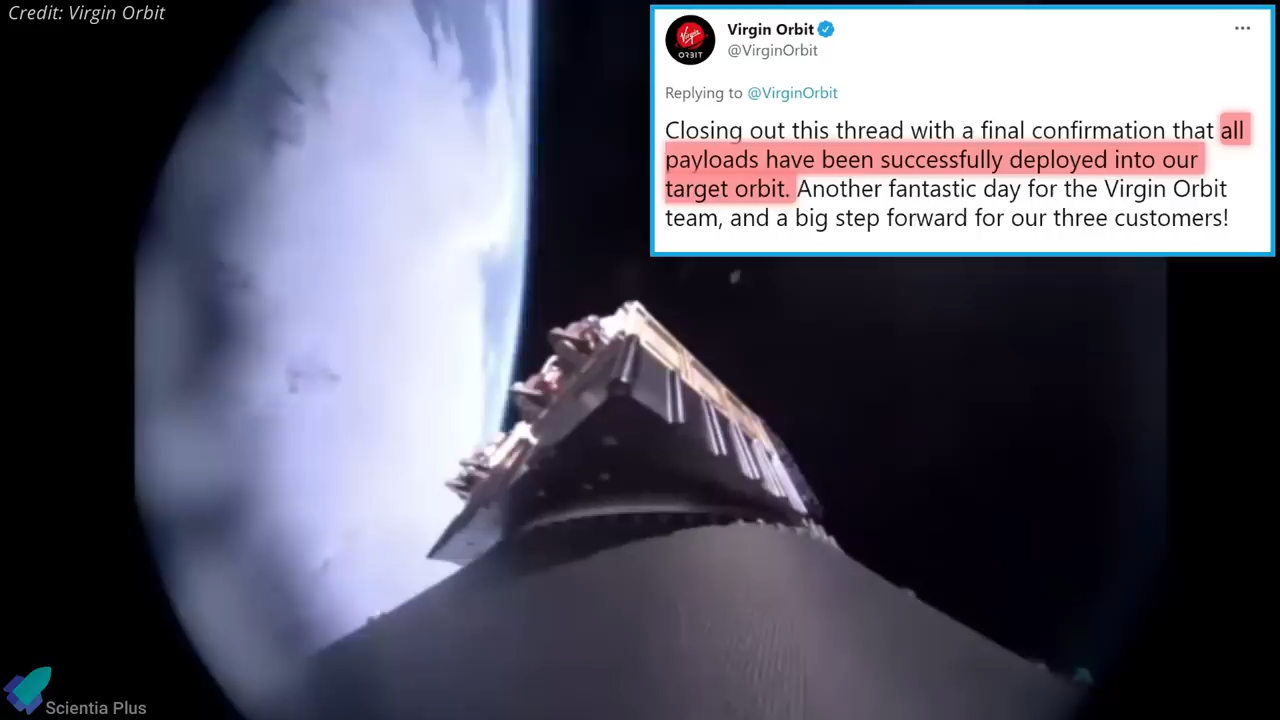 Credit: Virgin Orbit
Virgin
ORBIT
Virgin Orbit
@VirginOrbit
Replying to @VirginOrbit
Closing out this thread with a final confirmation that all
payloads have been successfully deployed into our
target orbit. Another fantastic day for the Virgin Orbit
team, and a big step forward for our three customers!
Scientia Plus